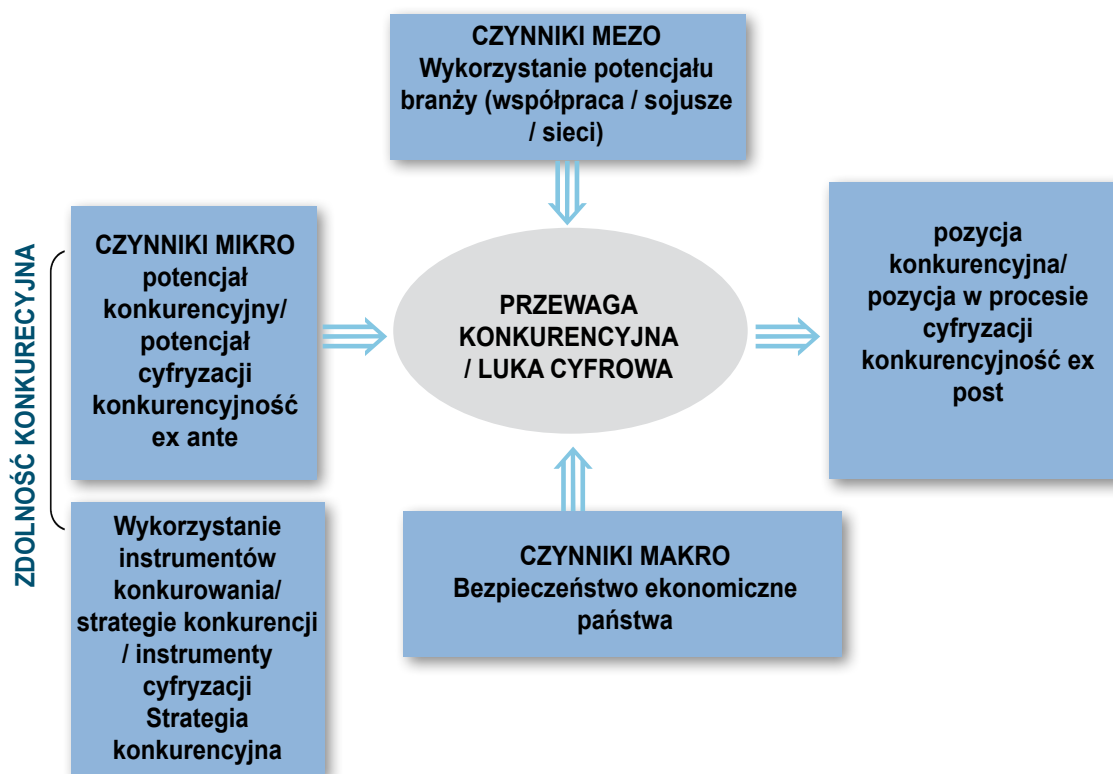 CZYNNIKI MEZO
Wykorzystanie potencjału
branży (współpraca / sojusze
/ sieci)
ZDOLNOŚĆ KONKURECYJNA
CZYNNIKI MIKRO
potencjał
konkurencyjny/
potencjał
cyfryzacji
konkurencyjność
ex ante
PRZEWAGA
KONKURENCYJNA
/ LUKA CYFROWA
pozycja
konkurencyjna/
pozycja w procesie
cyfryzacji
konkurencyjność ex
post
Wykorzystanie
instrumentów
konkurowania/
strategie konkurencji
/ instrumenty
cyfryzacji
Strategia
konkurencyjna
CZYNNIKI MAKRO
Bezpieczeństwo ekonomiczne
państwa